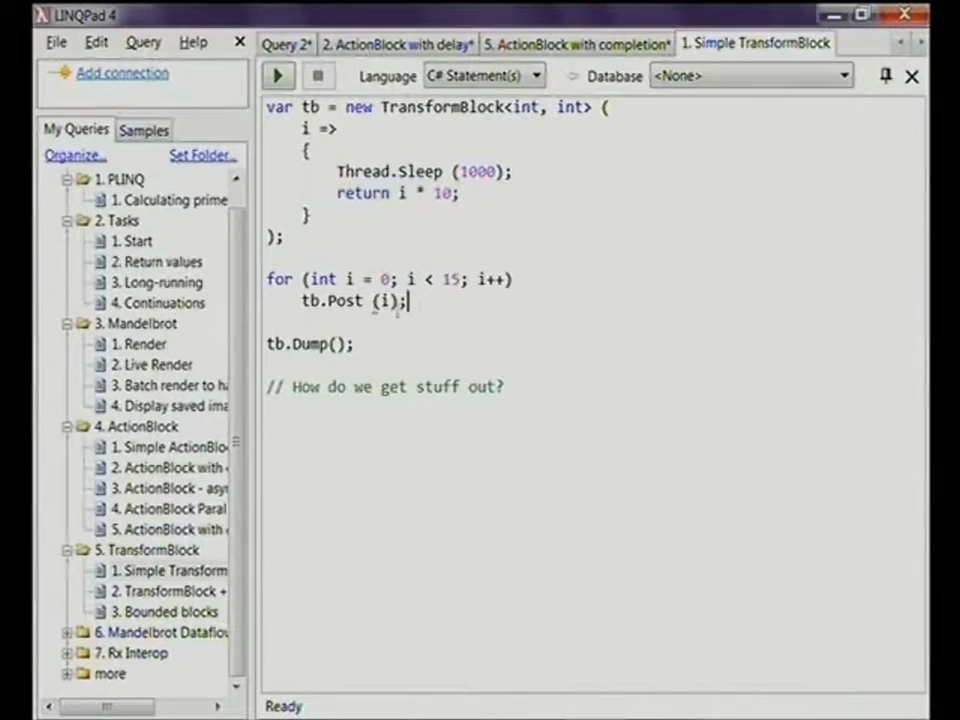 LINQPad 4
File Edit Query Help
Add connection
My Queries Samples
Organize... Set Folder...
1. PLINQ
1. Calculating prime
2. Tasks
1. Start
2. Return values
3. Long-running
4. Continuations
3. Mandelbrot
1. Render
2. Live Render
3. Batch render to ha
4. Display saved ima
4. ActionBlock
1. Simple ActionBlo
2. ActionBlock with
3. ActionBlock - asyn
4. ActionBlock Paral
5. ActionBlock with
5. TransformBlock
1. Simple Transform
2. TransformBlock +
3. Bounded blocks
6. Mandelbrot Dataflow
7. Rx Interop
more
Query 2* 2. ActionBlock with delay* 5. ActionBlock with completion* 1. Simple TransformBlock
Language C# Statement(s) Database <None>
var tb = new TransformBlock<int, int> (
i =>
{
Thread.Sleep (1000);
return i * 10;
}
);
for (int i = 0; i < 15; i++)
tb.Post (i);
tb.Dump();
// How do we get stuff out?
Ready